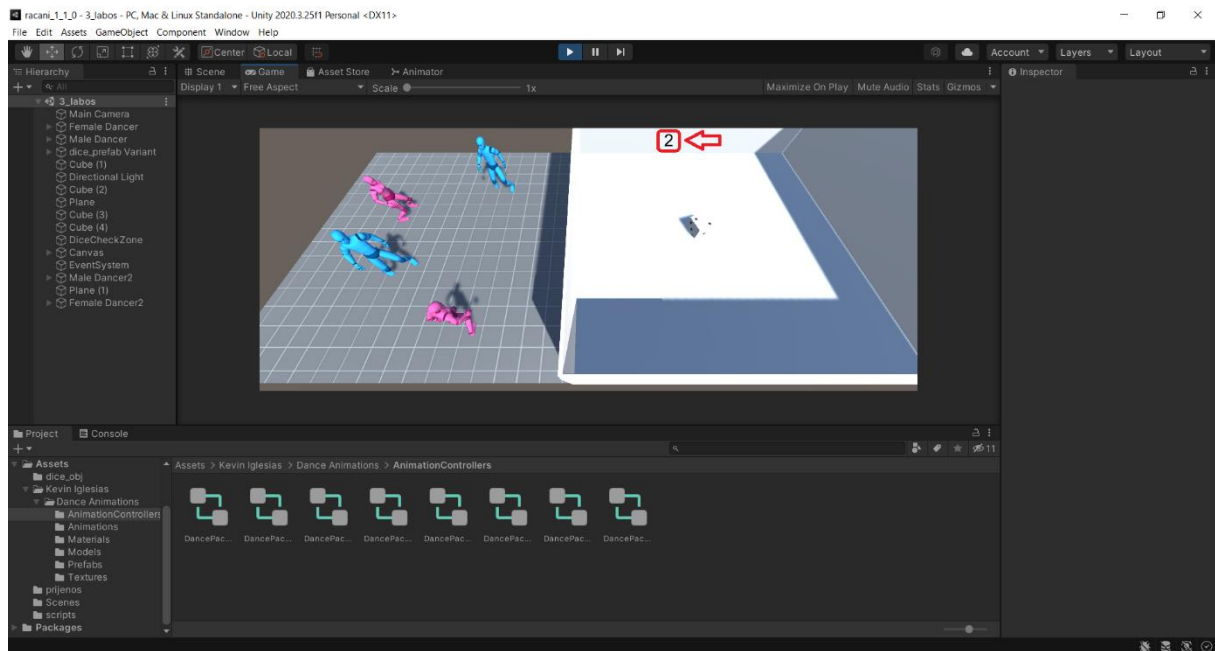 racani_1_1_0 - 3_labos - PC, Mac & Linux Standalone - Unity 2020.3.25f1 Personal <DX11>
File Edit Assets GameObject Component Window Help
Center Local Account Layers Layout
Hierarchy Scene Game Asset Store Animator Inspector
All Display 1 Free Aspect Scale 1x Maximize On Play Mute Audio Stats Gizmos
3_labos
Main Camera
Female Dancer
Male Dancer
dice_prefab Variant
Cube (1)
Directional Light
Cube (2)
Plane
Cube (3)
Cube (4)
DiceCheckZone
Canvas
EventSystem
Male Dancer2
Plane (1)
Female Dancer2
2
Project Console
11
Assets
dice_obj
Kevin Iglesias
Dance Animations
AnimationControllers
Animations
Materials
Models
Prefabs
Textures
prijenos
Scenes
scripts
Packages
Assets > Kevin Iglesias > Dance Animations > AnimationControllers
DancePac... DancePac... DancePac... DancePac... DancePac... DancePac... DancePac... DancePac...